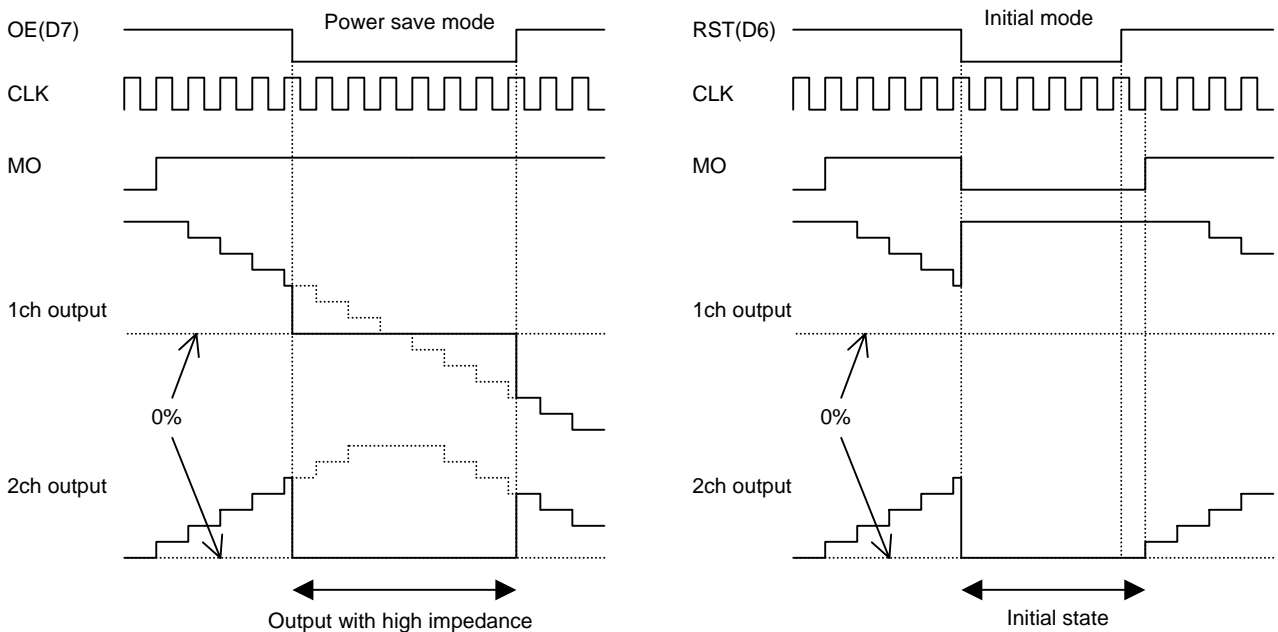 Power save mode
OE(D7)
CLK
MO
1ch output
0%
2ch output
Output with high impedance
Initial mode
RST(D6)
CLK
MO
1ch output
0%
2ch output
Initial state